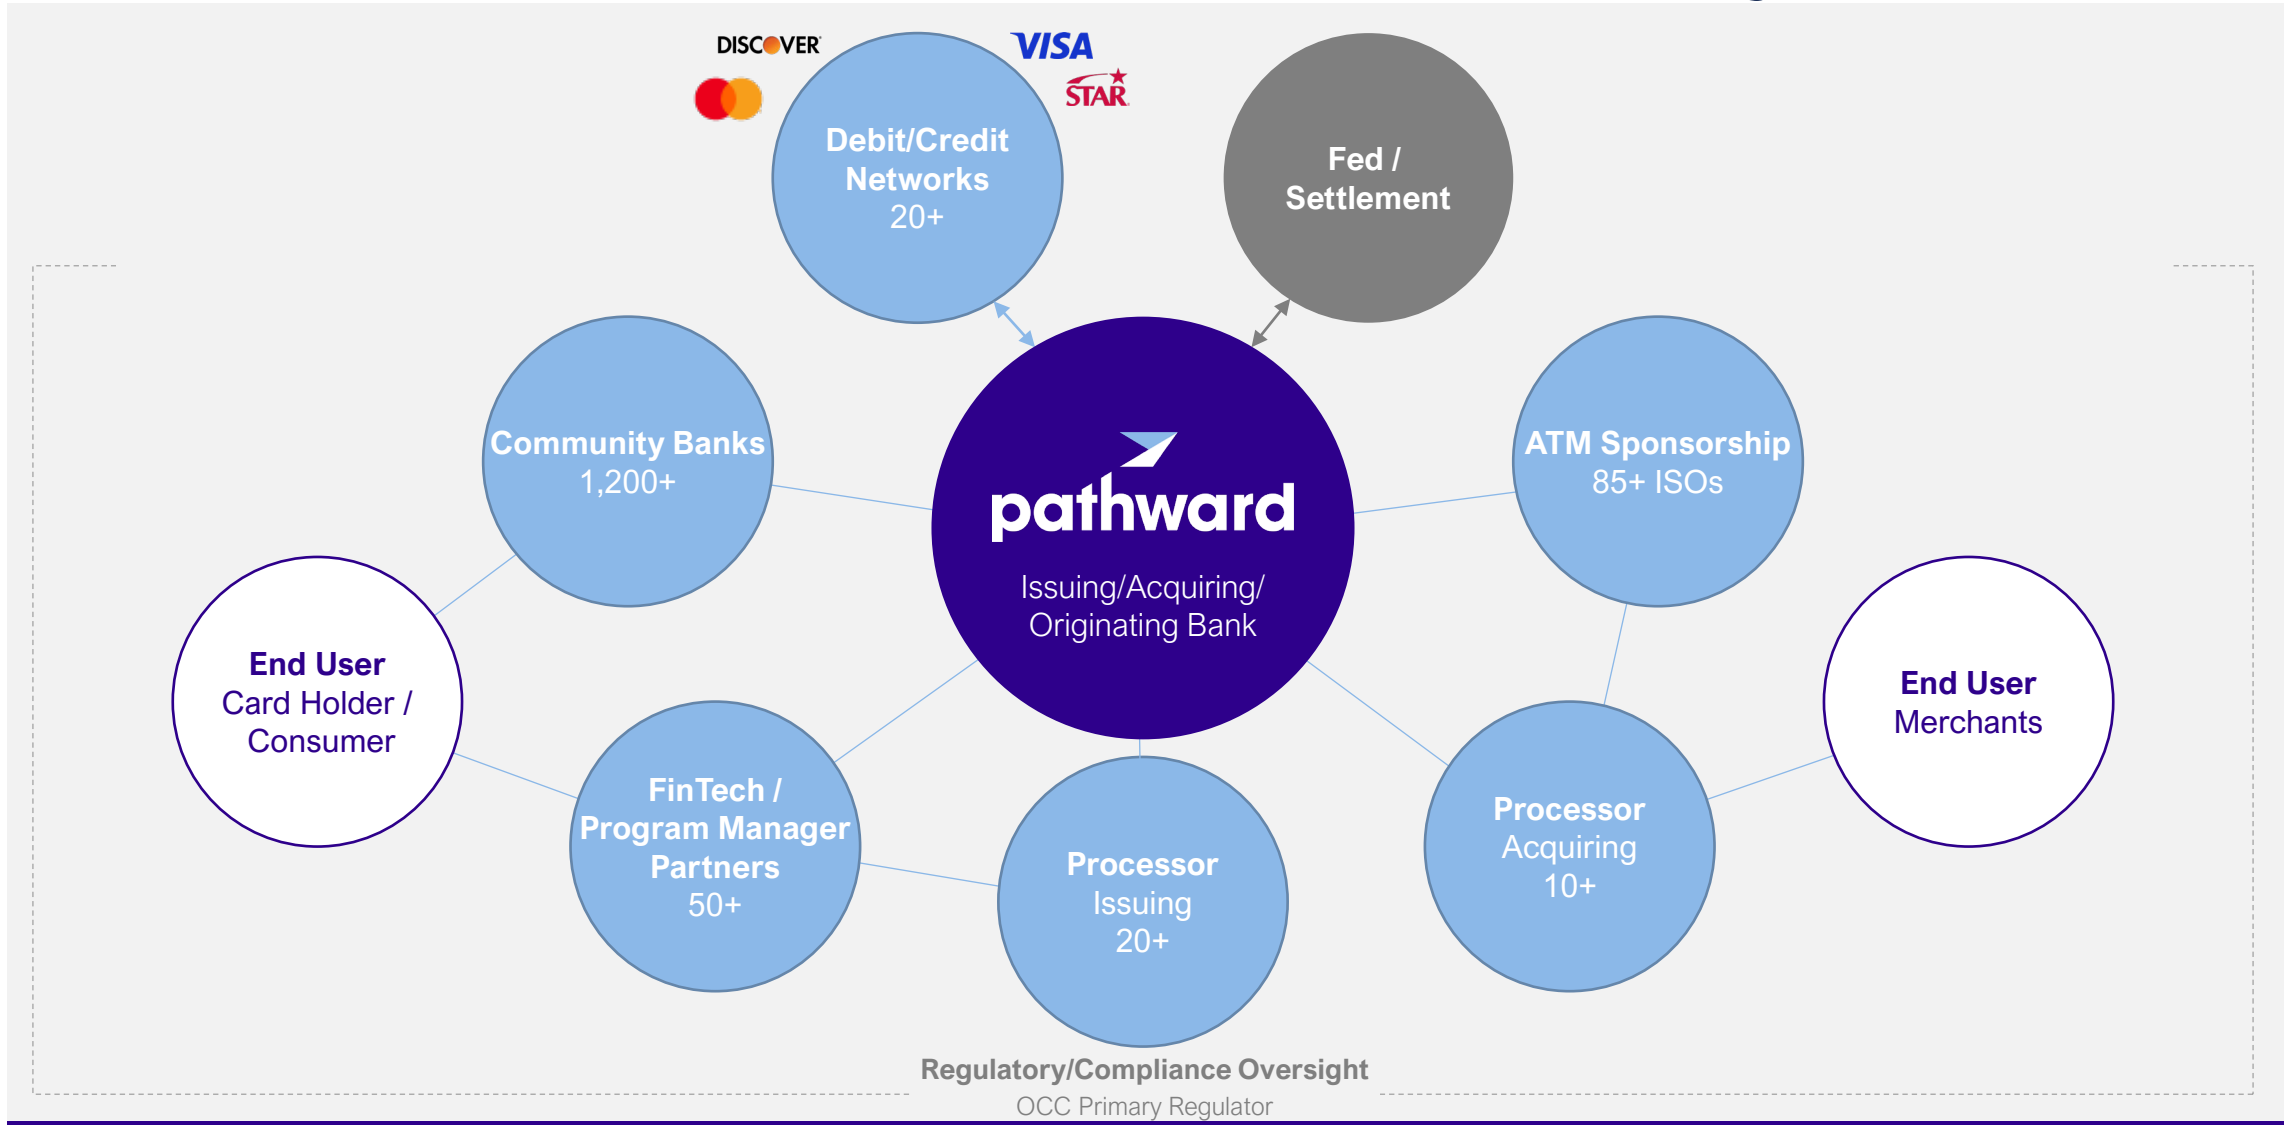 DISCOVER
VISA
STAR
Debit/Credit
Networks
20+
Fed /
Settlement
Community Banks
1,200+
pathward
Issuing/Acquiring/
Originating Bank
ATM Sponsorship
85+ ISOs
End User
Card Holder /
Consumer
End User
Merchants
FinTech /
Program Manager
Partners
50+
Processor
Issuing
20+
Processor
Acquiring
10+
Regulatory/Compliance Oversight
OCC Primary Regulator